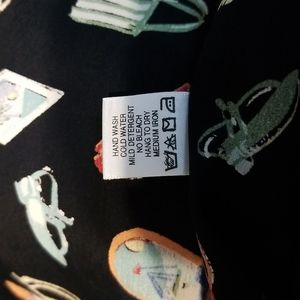 HAND WASH
COLD WATER
MILD DETERGENT
NO BLEACH
HANG TO DRY
MEDIUM IRON